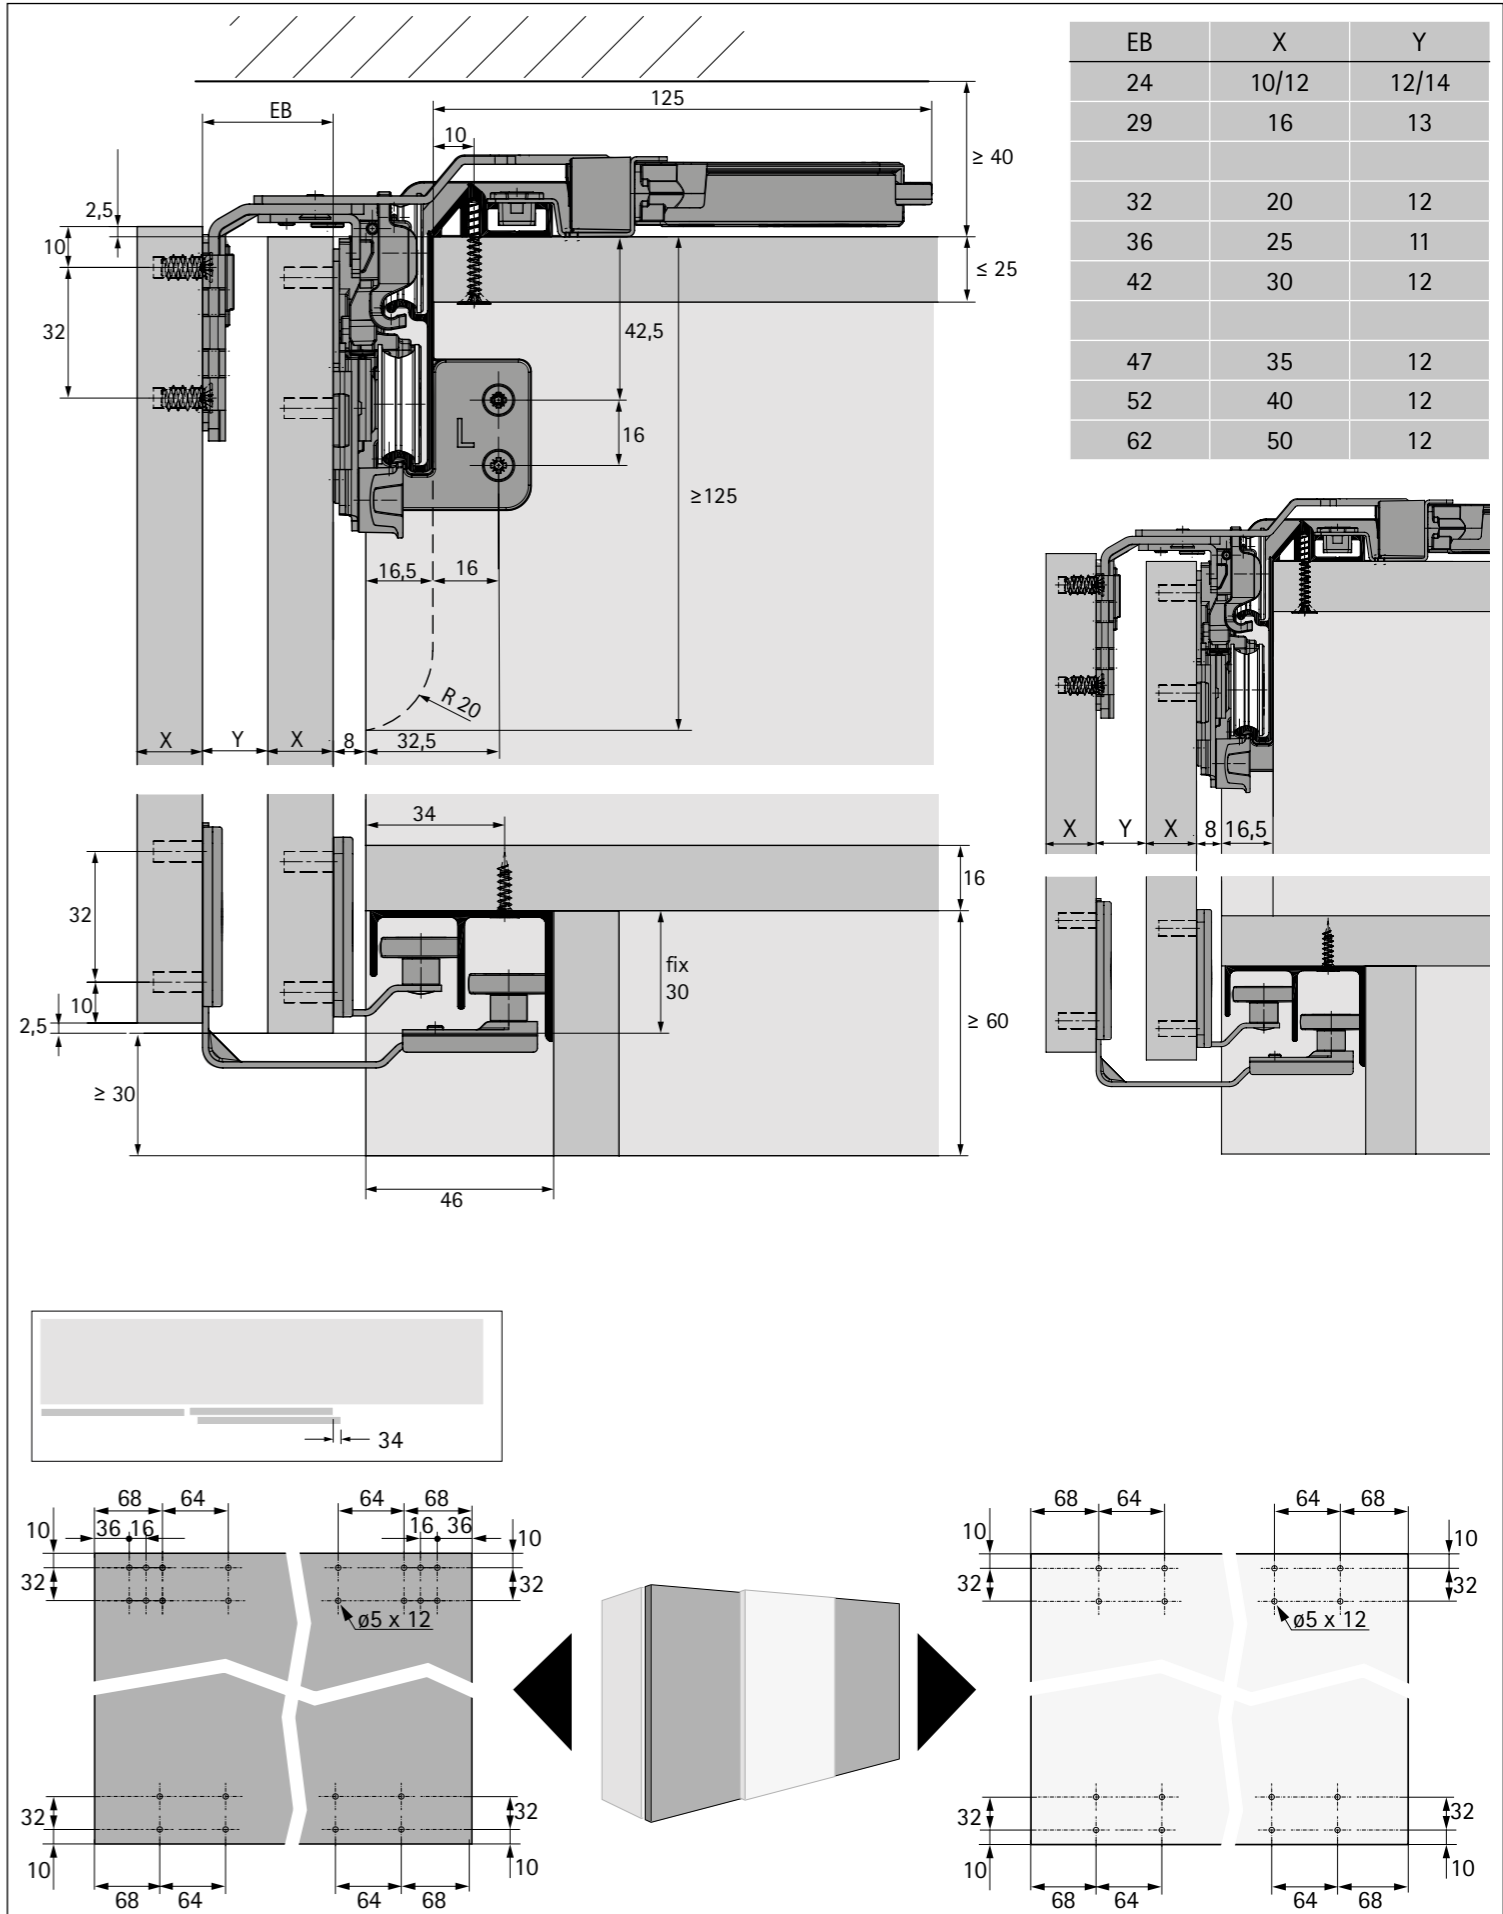 EB X Y
24 10/12 12/14
29 16 13
32 20 12
36 25 11
42 30 12
47 35 12
52 40 12
62 50 12
125
EB
10
≥ 40
2,5
10
≤ 25
32
42,5
16
L
≥125
16,5 16
R 20
X Y X 8 32,5
X Y X 8 16,5
34
16
32
fix
30
10
2,5
≥ 60
≥ 30
46
34
68 64 64 68
36 16 16 36
10 10
32 32
ø5 x 12
32 32
10 10
68 64 64 68
68 64 64 68
10 10
32 32
ø5 x 12
32 32
10 10
68 64 64 68